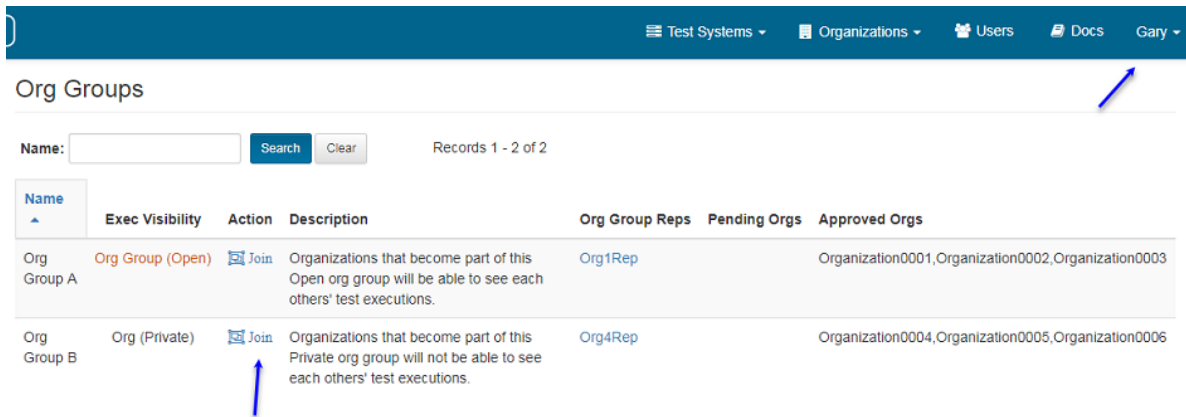 Test Systems Organizations Users Docs Gary
Org Groups
Name: Search Clear Records 1 - 2 of 2
Name Exec Visibility Action Description Org Group Reps Pending Orgs Approved Orgs
Org Group (Open) Join Organizations that become part of this Org1Rep Organization0001,Organization0002,Organization0003
Org
Group A
Open org group will be able to see each
others' test executions.
Org (Private) Join Organizations that become part of this Org4Rep Organization0004,Organization0005,Organization0006
Org
Group B
Private org group will not be able to see
each others' test executions.